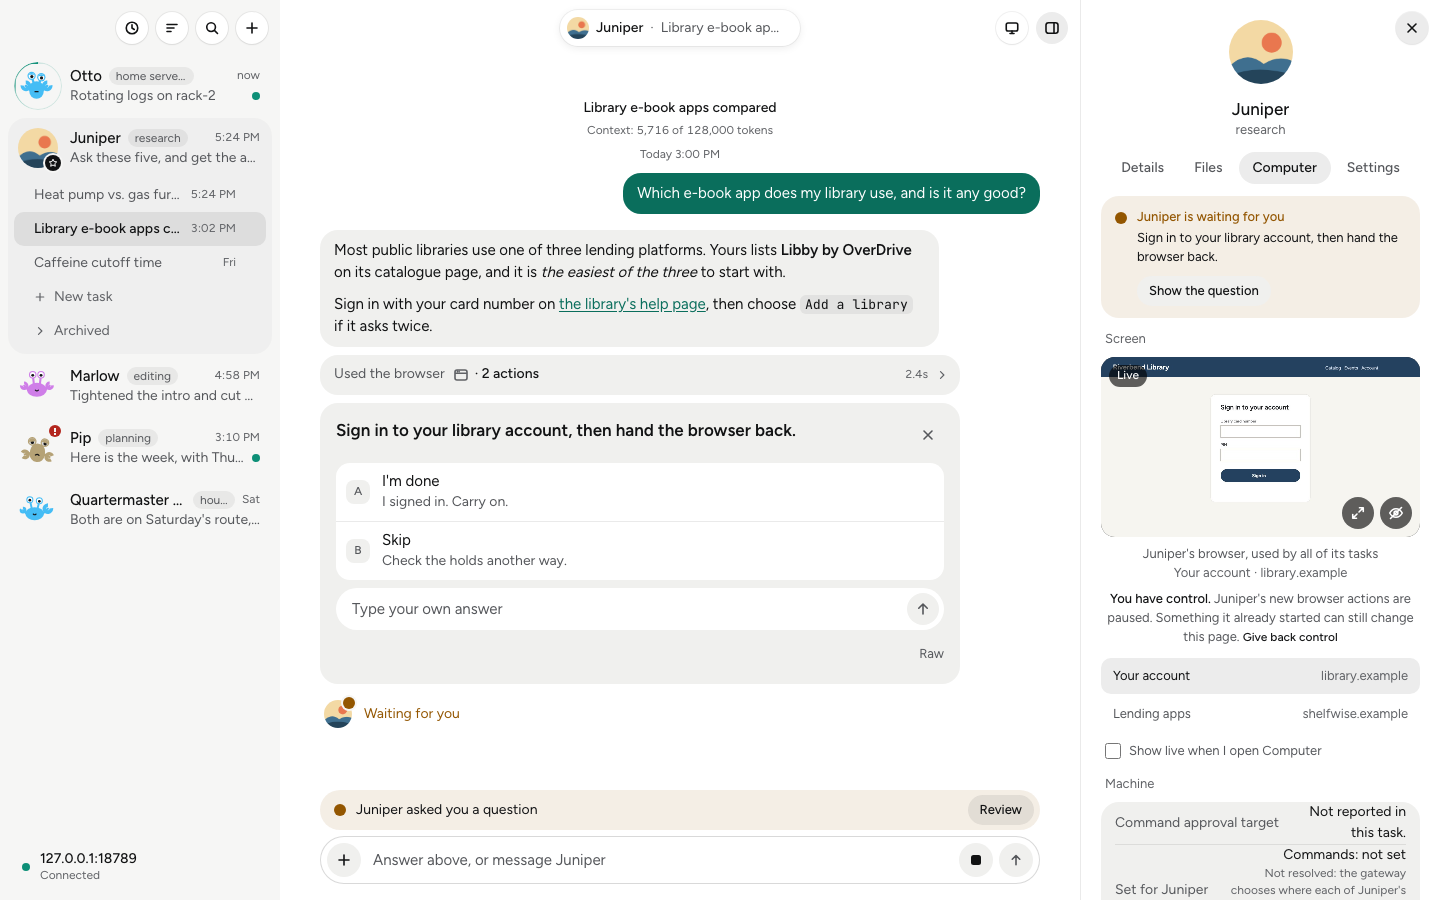 Otto
home serve...
now
Rotating logs on rack-2
Juniper
research
5:24 PM
Ask these five, and get the a...
Heat pump vs. gas fur...
5:24 PM
Library e-book apps c...
3:02 PM
Caffeine cutoff time
Fri
New task
Archived
Marlow
editing
4:58 PM
Tightened the intro and cut ...
Pip
planning
3:10 PM
Here is the week, with Thu...
Quartermaster ...
hou...
Sat
Both are on Saturday's route,...
127.0.0.1:18789
Connected
Juniper · Library e-book ap...
Library e-book apps compared
Context: 5,716 of 128,000 tokens
Today 3:00 PM
Which e-book app does my library use, and is it any good?
Most public libraries use one of three lending platforms. Yours lists Libby by OverDrive
on its catalogue page, and it is the easiest of the three to start with.
Sign in with your card number on the library's help page, then choose Add a library
if it asks twice.
Used the browser · 2 actions
2.4s
Sign in to your library account, then hand the browser back.
A
I'm done
I signed in. Carry on.
B
Skip
Check the holds another way.
Type your own answer
Raw
Waiting for you
Juniper asked you a question
Review
Answer above, or message Juniper
Juniper
research
Details
Files
Computer
Settings
Juniper is waiting for you
Sign in to your library account, then hand the
browser back.
Show the question
Screen
Live
Library
Catalog Events Account
Sign in to your account
Library card number
PIN
Sign in
Juniper's browser, used by all of its tasks
Your account · library.example
You have control. Juniper's new browser actions are
paused. Something it already started can still change
this page. Give back control
Your account
library.example
Lending apps
shelfwise.example
Show live when I open Computer
Machine
Command approval target
Not reported in
this task.
Set for Juniper
Commands: not set
Not resolved: the gateway
chooses where each of Juniper's